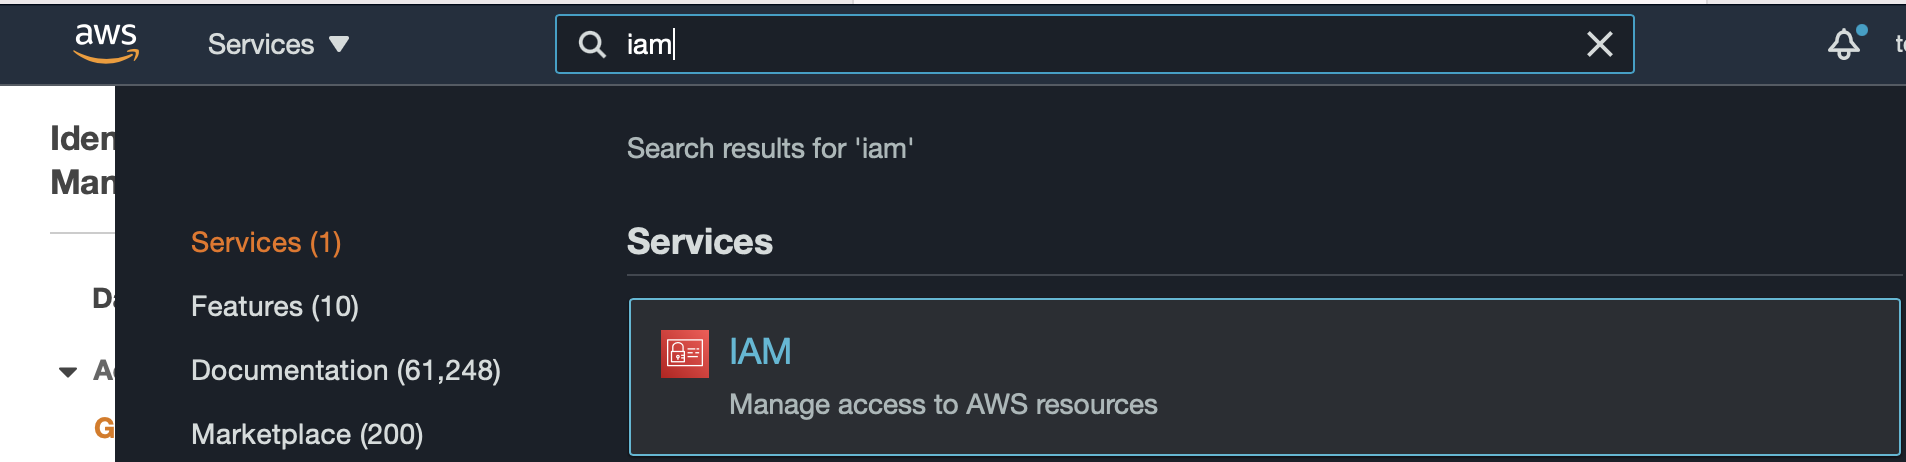 aws
Services
iam
Search results for 'iam'
Services (1)
Features (10)
Documentation (61,248)
Marketplace (200)
Services
IAM
Manage access to AWS resources